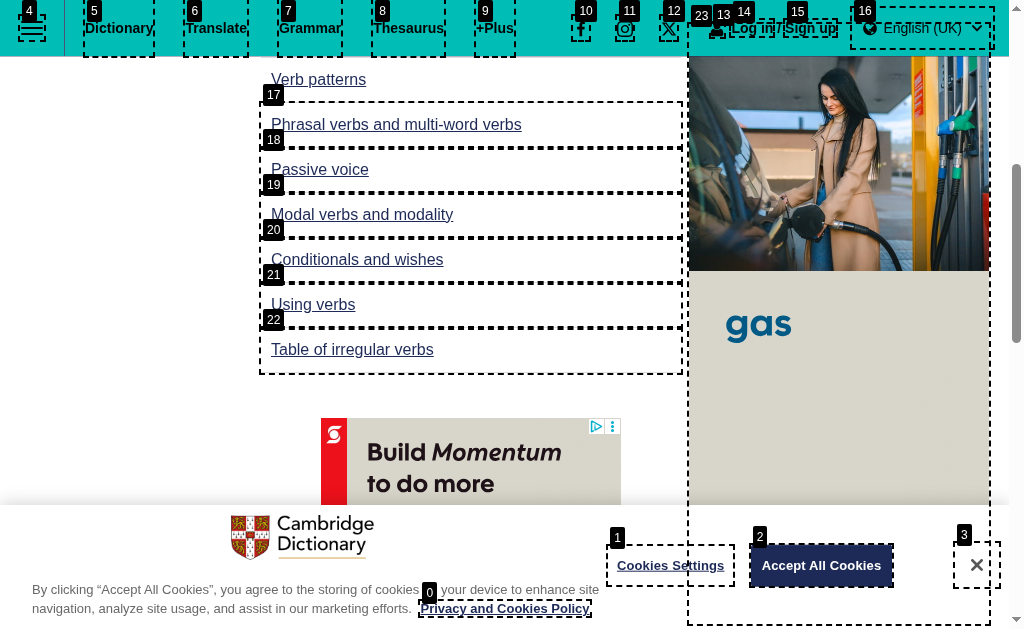 4 5 6 7 8 9 10 11 12 23 13 14 15 16
Dictionary Translate Grammar Thesaurus +Plus Log in / Sign up English (UK)
Verb patterns
17
Phrasal verbs and multi-word verbs
18
Passive voice
19
Modal verbs and modality
20
Conditionals and wishes
21
Using verbs
22
Table of irregular verbs
gas
Build Momentum
to do more
Cambridge
Dictionary
1 2 3
Cookies Settings Accept All Cookies
By clicking “Accept All Cookies”, you agree to the storing of cookies 0 your device to enhance site
navigation, analyze site usage, and assist in our marketing efforts. Privacy and Cookies Policy